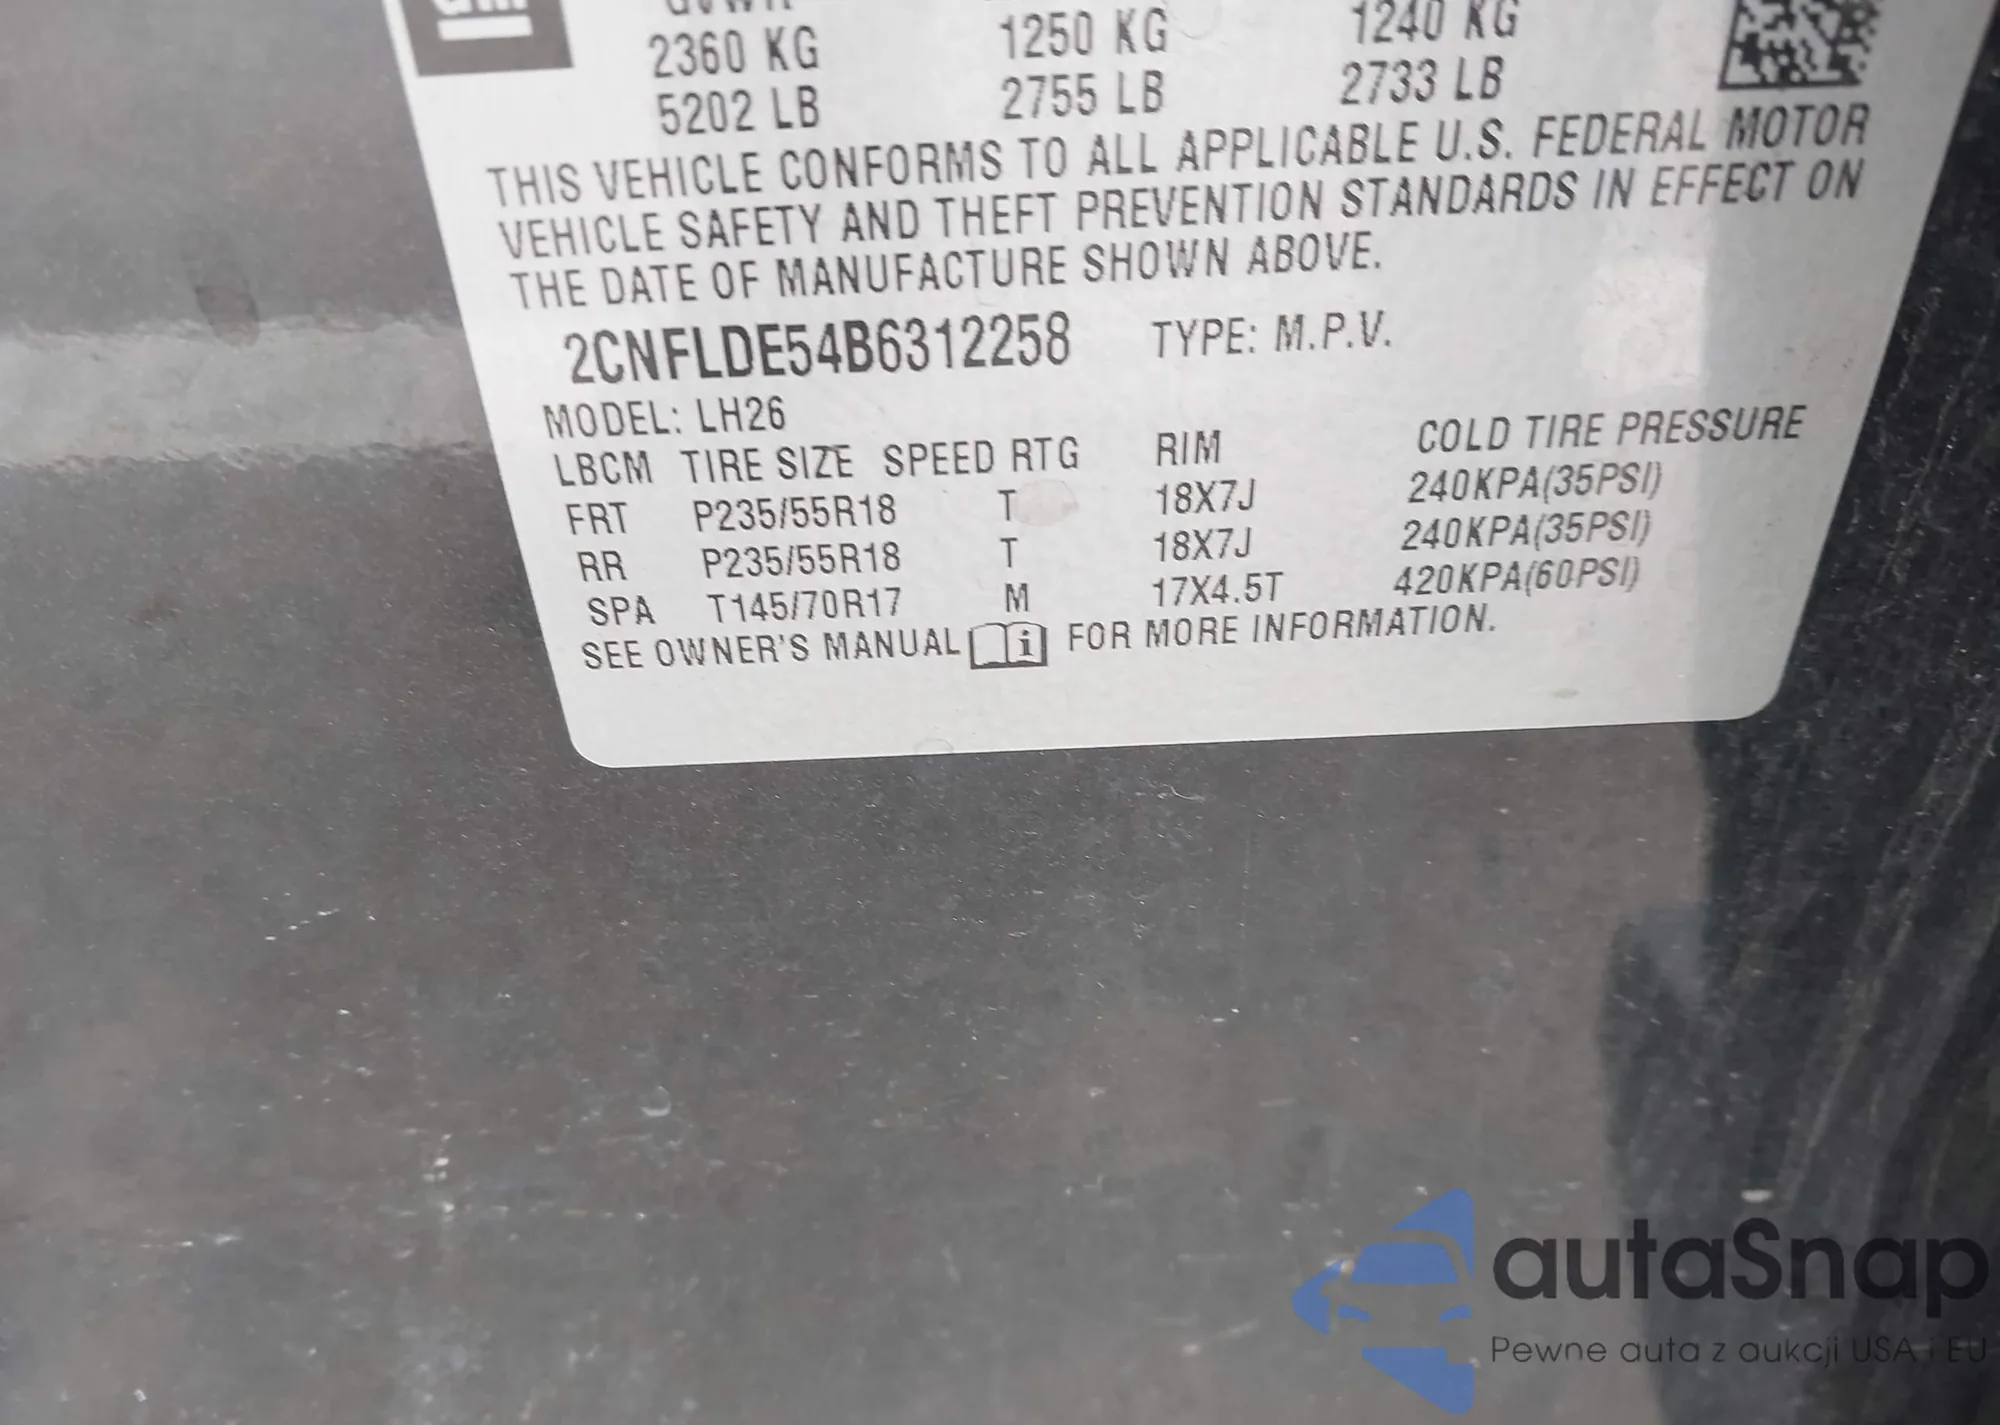 GM
GVWR
2360 KG 1250 KG 1240 KG
5202 LB 2755 LB 2733 LB
THIS VEHICLE CONFORMS TO ALL APPLICABLE U.S. FEDERAL MOTOR
VEHICLE SAFETY AND THEFT PREVENTION STANDARDS IN EFFECT ON
THE DATE OF MANUFACTURE SHOWN ABOVE.
2CNFLDE54B6312258 TYPE: M.P.V.
MODEL: LH26
LBCM TIRE SIZE SPEED RTG RIM COLD TIRE PRESSURE
FRT P235/55R18 T 18X7J 240KPA(35PSI)
RR P235/55R18 T 18X7J 240KPA(35PSI)
SPA T145/70R17 M 17X4.5T 420KPA(60PSI)
SEE OWNER'S MANUAL i FOR MORE INFORMATION.
autaSnap
Pewne auta z aukcji USA i EU